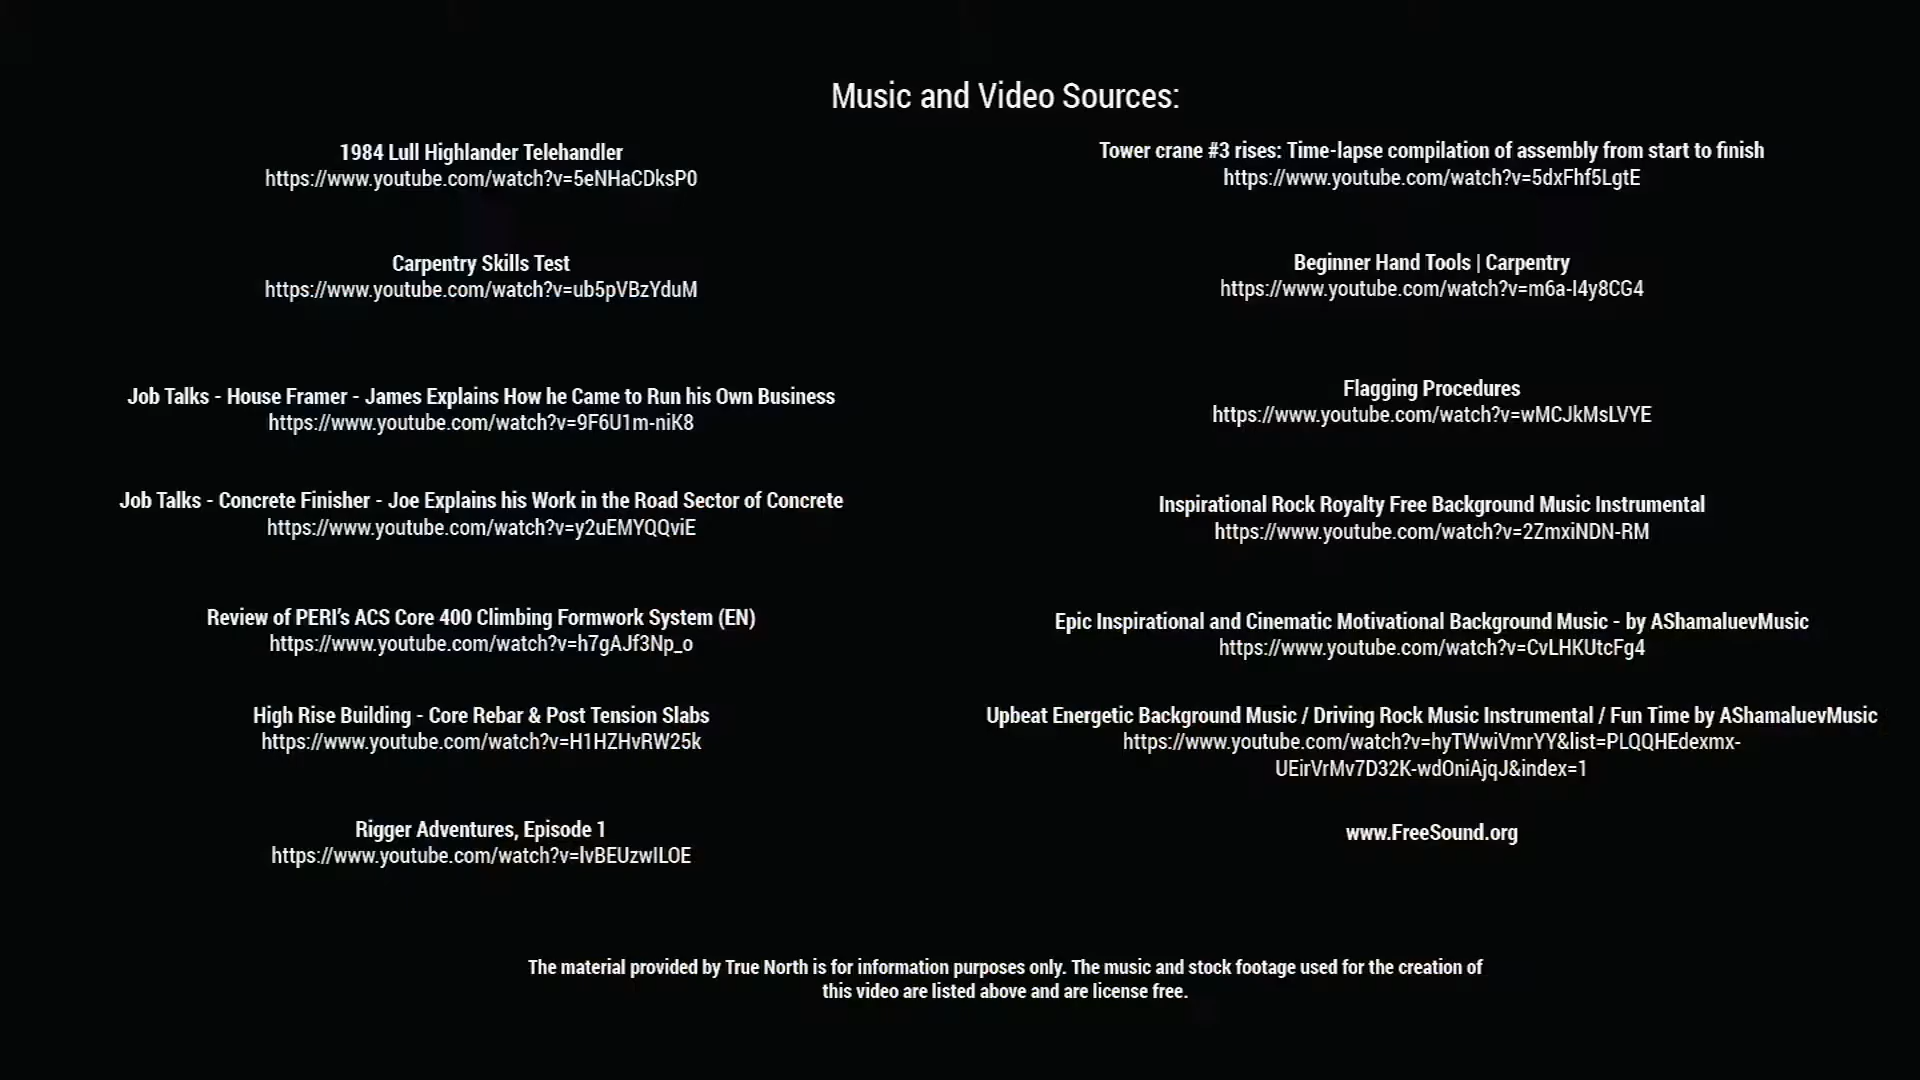 Music and Video Sources:
1984 Lull Highlander Telehandler
https://www.youtube.com/watch?v=5eNHaCDksP0
Carpentry Skills Test
https://www.youtube.com/watch?v=ub5pVBzYduM
Job Talks - House Framer - James Explains How he Came to Run his Own Business
https://www.youtube.com/watch?v=9F6U1m-niK8
Job Talks - Concrete Finisher - Joe Explains his Work in the Road Sector of Concrete
https://www.youtube.com/watch?v=y2uEMYQQviE
Review of PERI’s ACS Core 400 Climbing Formwork System (EN)
https://www.youtube.com/watch?v=h7gAJf3Np_o
High Rise Building - Core Rebar & Post Tension Slabs
https://www.youtube.com/watch?v=H1HZHvRW25k
Rigger Adventures, Episode 1
https://www.youtube.com/watch?v=lvBEUzwILOE
Tower crane #3 rises: Time-lapse compilation of assembly from start to finish
https://www.youtube.com/watch?v=5dxFhf5LgtE
Beginner Hand Tools | Carpentry
https://www.youtube.com/watch?v=m6a-I4y8CG4
Flagging Procedures
https://www.youtube.com/watch?v=wMCJkMsLVYE
Inspirational Rock Royalty Free Background Music Instrumental
https://www.youtube.com/watch?v=2ZmxiNDN-RM
Epic Inspirational and Cinematic Motivational Background Music - by AShamaluevMusic
https://www.youtube.com/watch?v=CvLHKUtcFg4
Upbeat Energetic Background Music / Driving Rock Music Instrumental / Fun Time by AShamaluevMusic
https://www.youtube.com/watch?v=hyTWwiVmrYY&list=PLQQHEdexmx-
UEirVrMv7D32K-wdOniAjqJ&index=1
www.FreeSound.org
The material provided by True North is for information purposes only. The music and stock footage used for the creation of
this video are listed above and are license free.